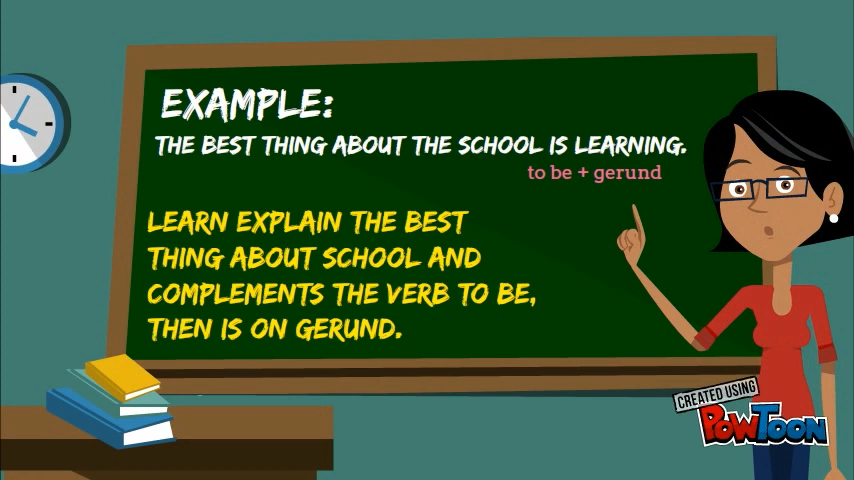 EXAMPLE:
THE BEST THING ABOUT THE SCHOOL IS LEARNING.
to be + gerund
LEARN EXPLAIN THE BEST
THING ABOUT SCHOOL AND
COMPLEMENTS THE VERB TO BE,
THEN IS ON GERUND.
CREATED USING
POWTOON